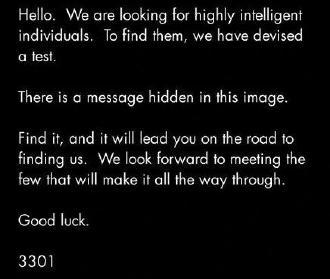 Hello.  We are looking for highly intelligent
individuals.  To find them, we have devised
a test.
There is a message hidden in this image.
Find it, and it will lead you on the road to
finding us.  We look forward to meeting the
few that will make it all the way through.
Good luck.
3301